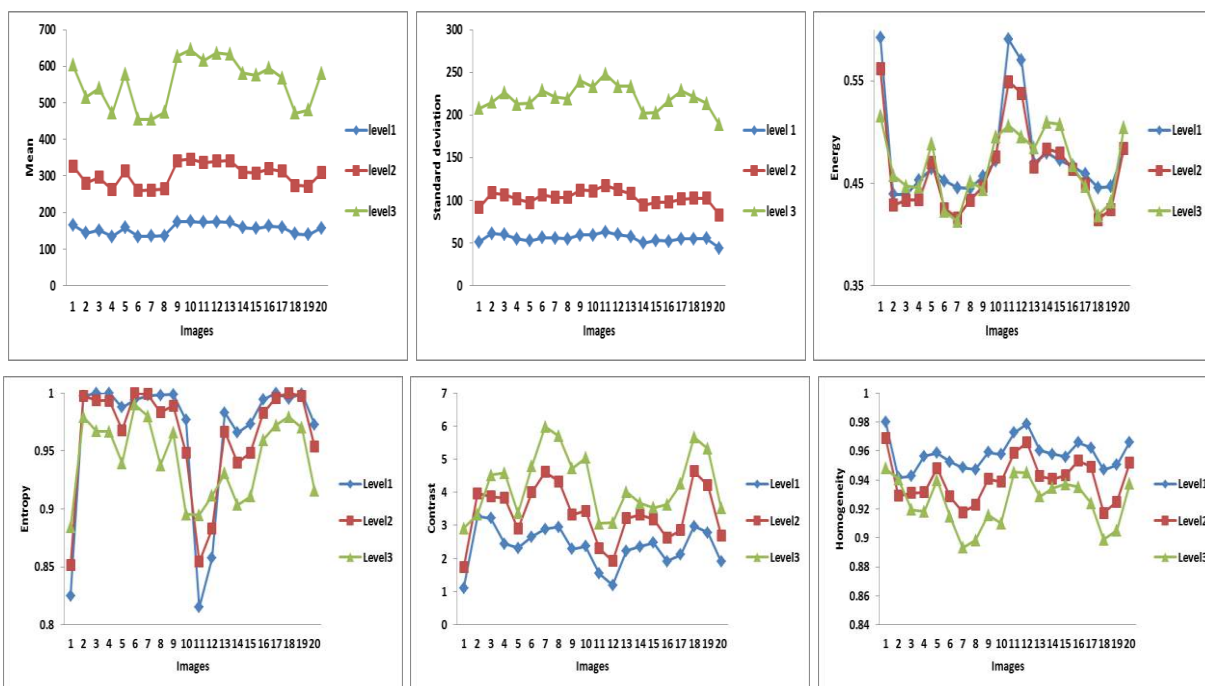 Mean
700
600
500
400
300
200
100
0
1 2 3 4 5 6 7 8 9 10 11 12 13 14 15 16 17 18 19 20
Images
level1
level2
level3
Standard deviation
300
250
200
150
100
50
0
1 2 3 4 5 6 7 8 9 10 11 12 13 14 15 16 17 18 19 20
Images
level 1
level 2
level 3
Energy
0.55
0.45
0.35
1 2 3 4 5 6 7 8 9 10 11 12 13 14 15 16 17 18 19 20
Images
Level1
Level2
Level3
Entropy
1
0.95
0.9
0.85
0.8
1 2 3 4 5 6 7 8 9 10 11 12 13 14 15 16 17 18 19 20
Images
Level1
Level2
Level3
Contrast
7
6
5
4
3
2
1
0
1 2 3 4 5 6 7 8 9 10 11 12 13 14 15 16 17 18 19 20
Images
Level1
Level2
Level3
Homogeneity
1
0.98
0.96
0.94
0.92
0.9
0.88
0.86
0.84
1 2 3 4 5 6 7 8 9 10 11 12 13 14 15 16 17 18 19 20
Images
Level1
Level2
Level3